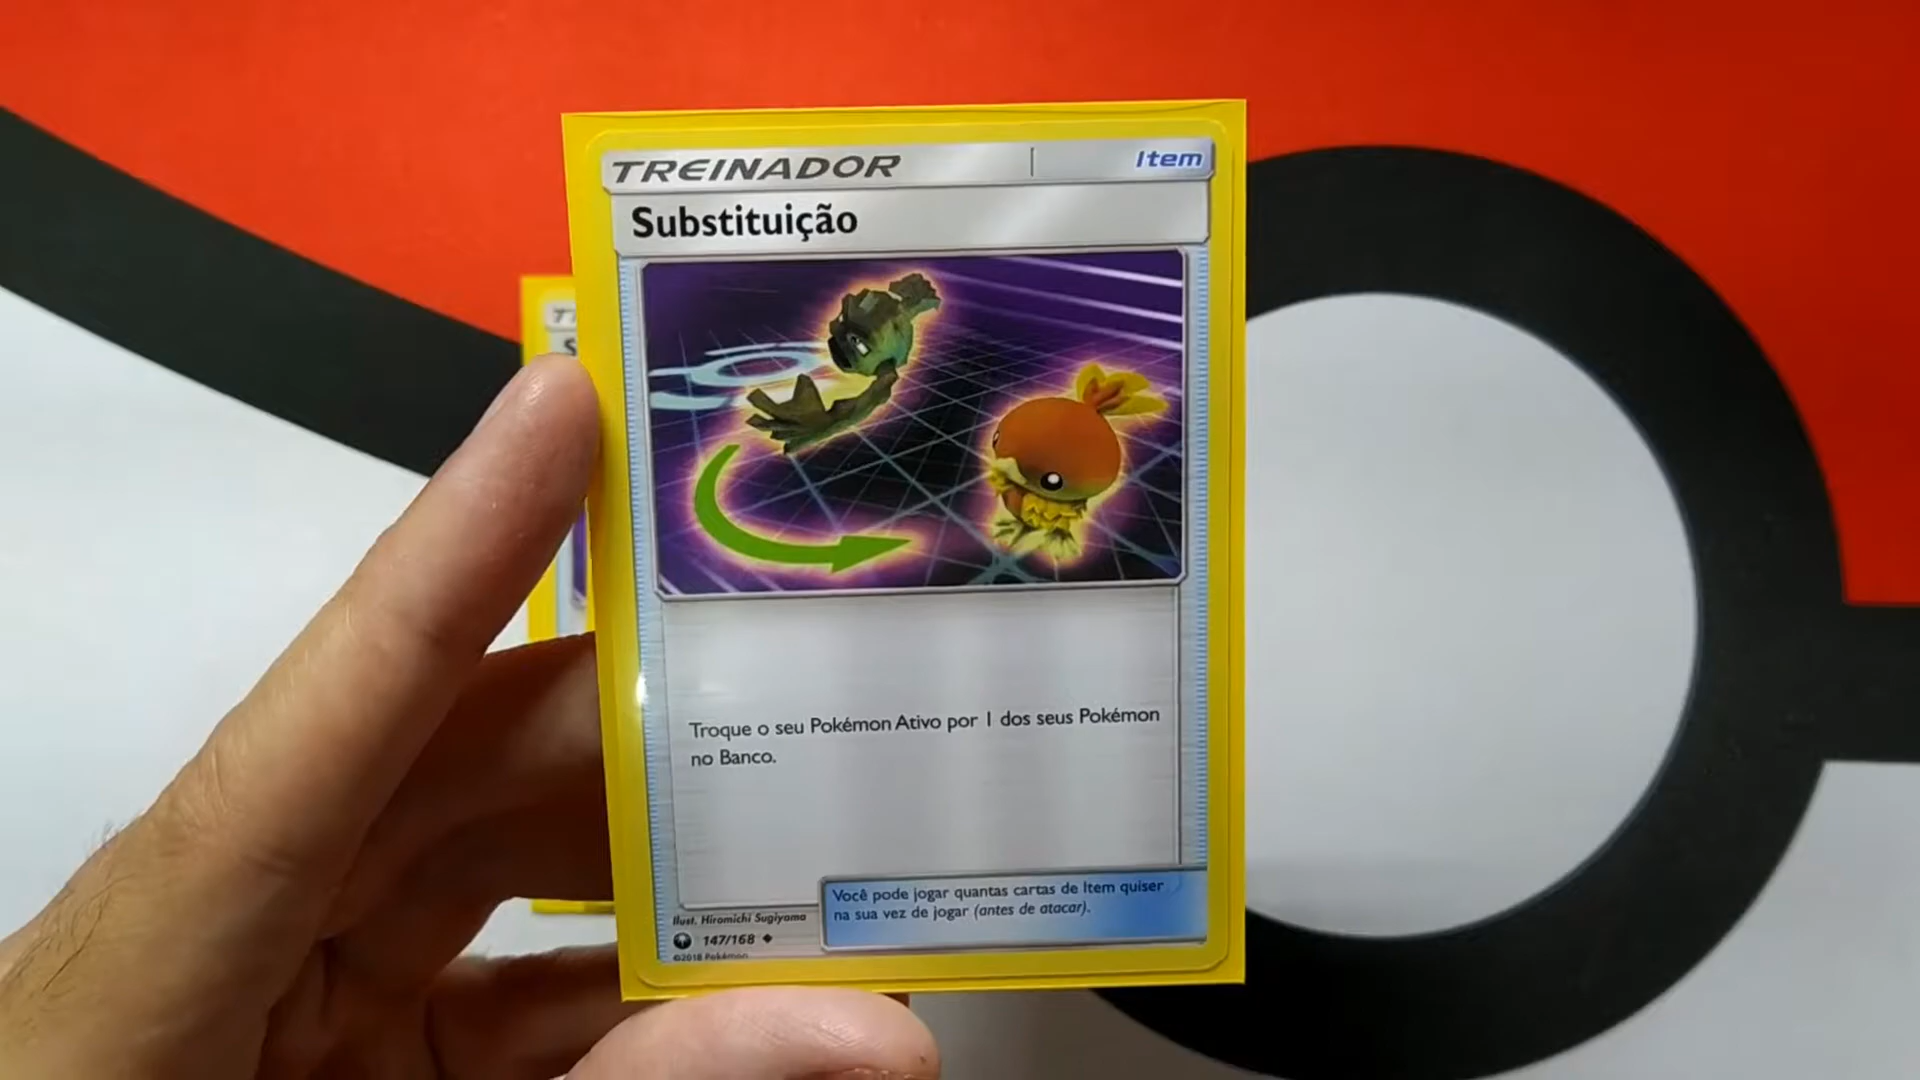 TREINADOR
Item
Substituição
Troque o seu Pokémon Ativo por 1 dos seus Pokémon
no Banco.
Você pode jogar quantas cartas de Item quiser
na sua vez de jogar (antes de atacar).
Ilust. Hiromichi Sugiyama
147/168
©2018 Pokémon